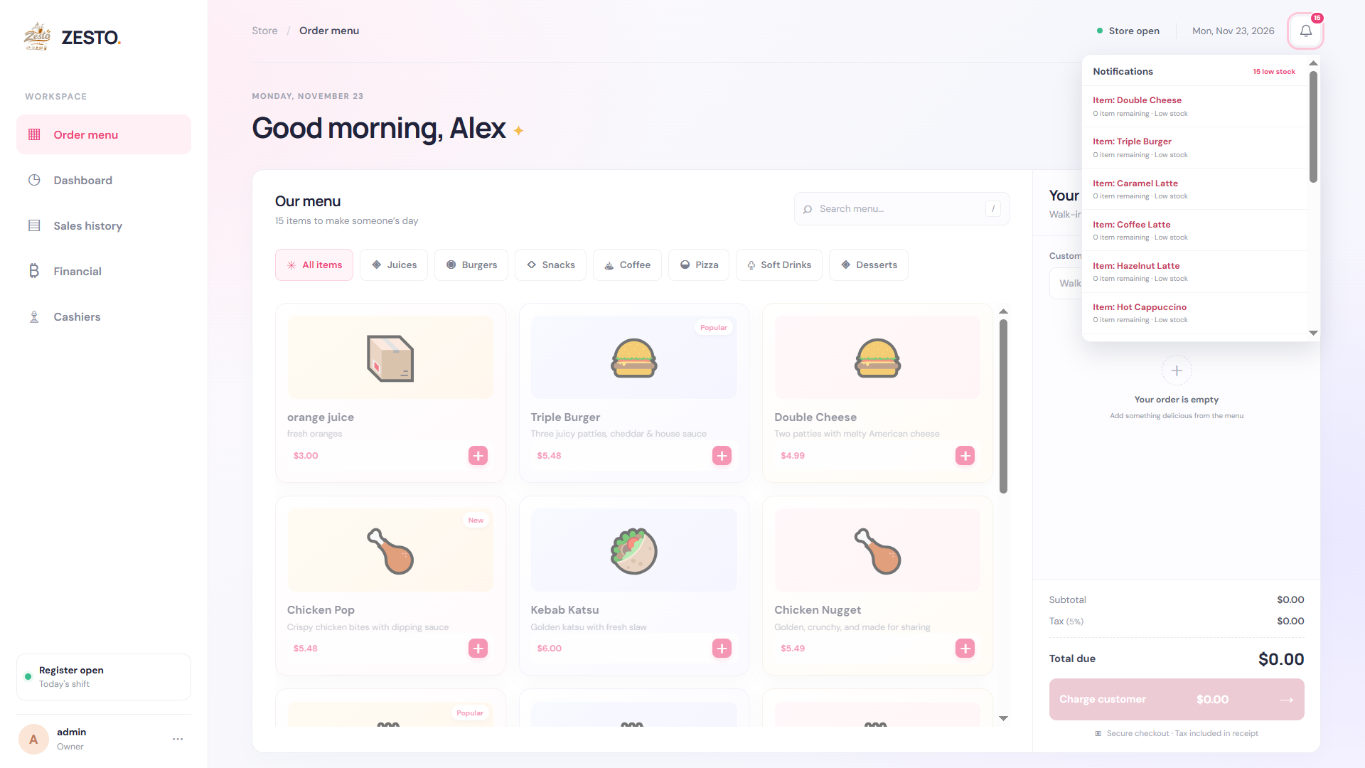 Zesto
ZESTO.
WORKSPACE
Order menu
Dashboard
Sales history
Financial
Cashiers
Register open
Today's shift
A
admin
Owner
...
Store / Order menu
Store open
Mon, Nov 23, 2026
15
MONDAY, NOVEMBER 23
Good morning, Alex
Our menu
15 items to make someone's day
Search menu...
/
All items
Juices
Burgers
Snacks
Coffee
Pizza
Soft Drinks
Desserts
orange juice
fresh oranges
$3.00
Popular
Triple Burger
Three juicy patties, cheddar & house sauce
$5.48
Double Cheese
Two patties with melty American cheese
$4.99
New
Chicken Pop
Crispy chicken bites with dipping sauce
$5.48
Kebab Katsu
Golden katsu with fresh slaw
$6.00
Chicken Nugget
Golden, crunchy, and made for sharing
$5.49
Popular
Notifications
15 low stock
Item: Double Cheese
0 item remaining · Low stock
Item: Triple Burger
0 item remaining · Low stock
Item: Caramel Latte
0 item remaining · Low stock
Item: Coffee Latte
0 item remaining · Low stock
Item: Hazelnut Latte
0 item remaining · Low stock
Item: Hot Cappuccino
0 item remaining · Low stock
Your
Walk-in
Custom
Walk
Your order is empty
Add something delicious from the menu
Subtotal $0.00
Tax (5%) $0.00
Total due $0.00
Charge customer $0.00 →
Secure checkout · Tax included in receipt